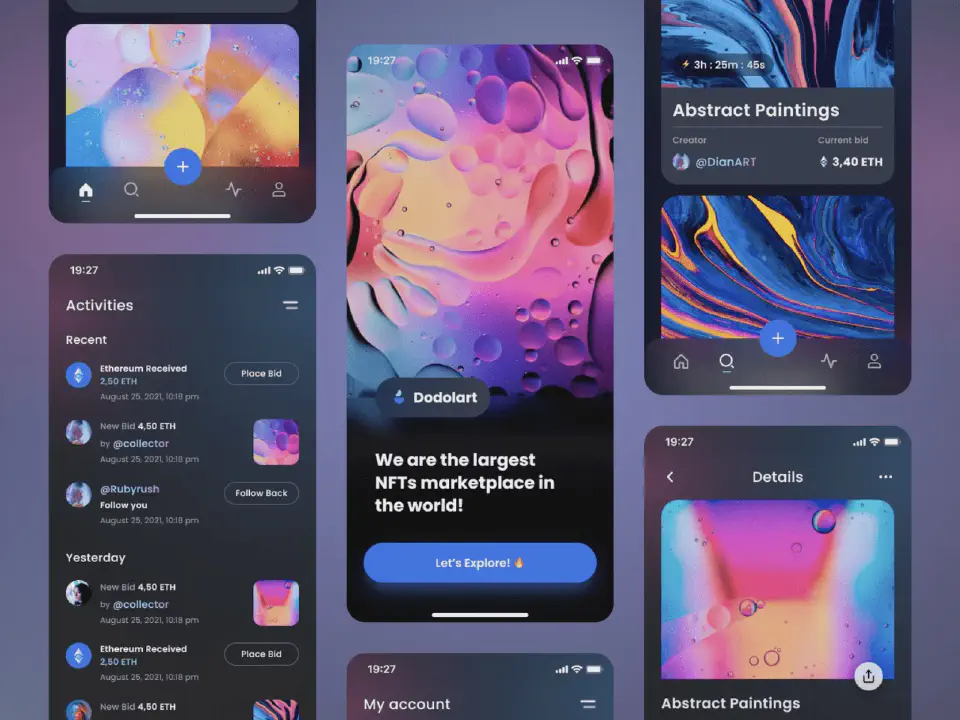 19:27
Activities
Recent
Ethereum Received
2,50 ETH
August 25, 2021, 10:18 pm
Place Bid
New Bid 4,50 ETH
by @collector
August 25, 2021, 10:18 pm
@Rubyrush
Follow you
August 25, 2021, 10:18 pm
Follow Back
Yesterday
New Bid 4,50 ETH
by @collector
August 25, 2021, 10:18 pm
Ethereum Received
2,50 ETH
August 25, 2021, 10:18 pm
Place Bid
New Bid 4,50 ETH
19:27
Dodolart
We are the largest
NFTs marketplace in
the world!
Let's Explore! 🔥
19:27
My account
⚡ 3h : 25m : 45s
Abstract Paintings
Creator
Current bid
@DianART
3,40 ETH
19:27
Details
Abstract Paintings